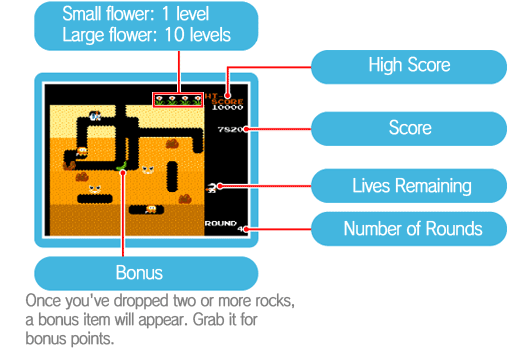 Small flower: 1 level
Large flower: 10 levels
High Score
HI-
SCORE
10000
Score
7820
Lives Remaining
Number of Rounds
ROUND
4
Bonus
Once you've dropped two or more rocks,
a bonus item will appear. Grab it for
bonus points.